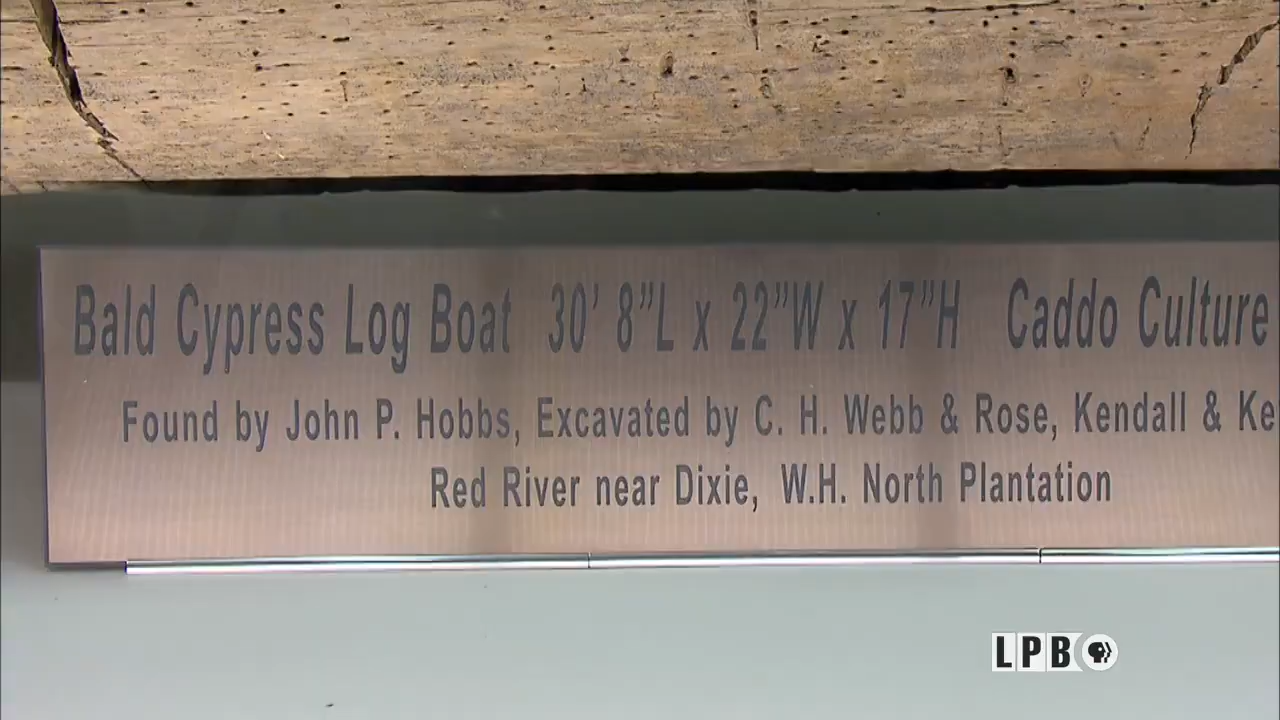 Bald Cypress Log Boat 30' 8”L x 22”W x 17”H Caddo Culture
Found by John P. Hobbs, Excavated by C. H. Webb & Rose, Kendall &
Red River near Dixie, W.H. North Plantation
LPB